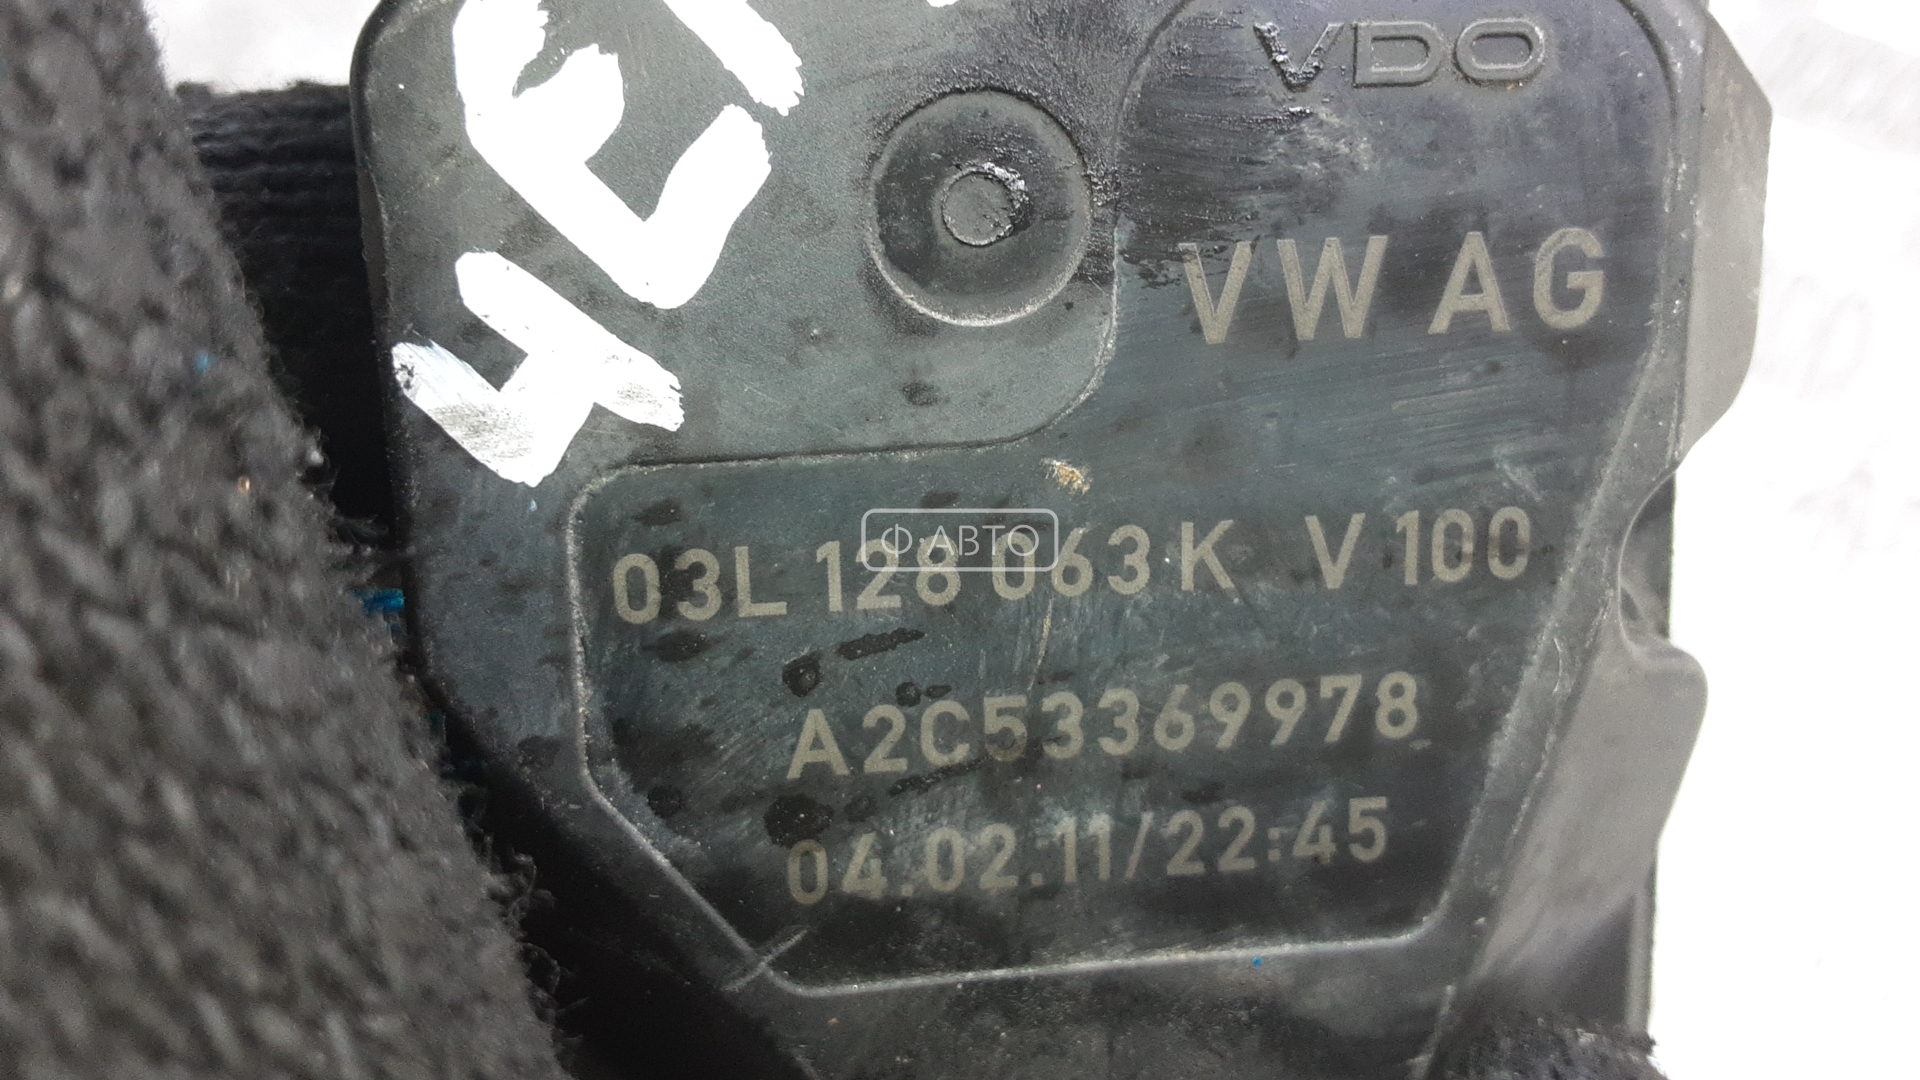 VDO
VW AG
Ф·АВТО
03L 128 063 K V 100
A2C53369978
04.02.11/22:45